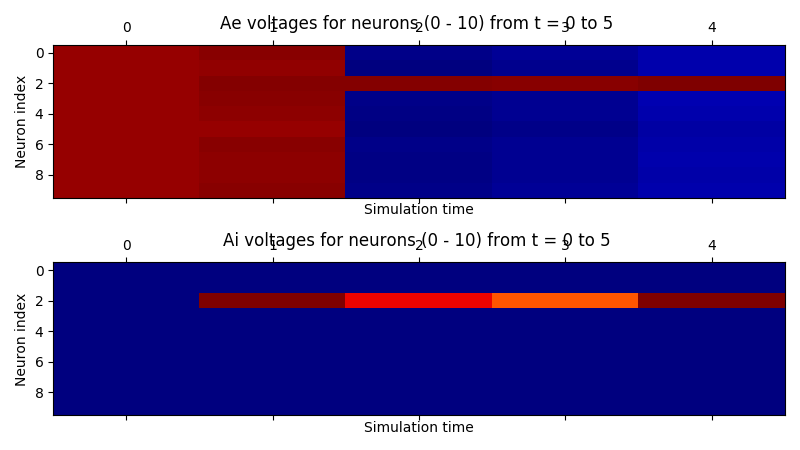 Ae voltages for neurons (0 - 10) from t = 0 to 5
0 1 2 3 4
0
2
4
6
8
Neuron index
Simulation time
Ai voltages for neurons (0 - 10) from t = 0 to 5
0 1 2 3 4
0
2
4
6
8
Neuron index
Simulation time